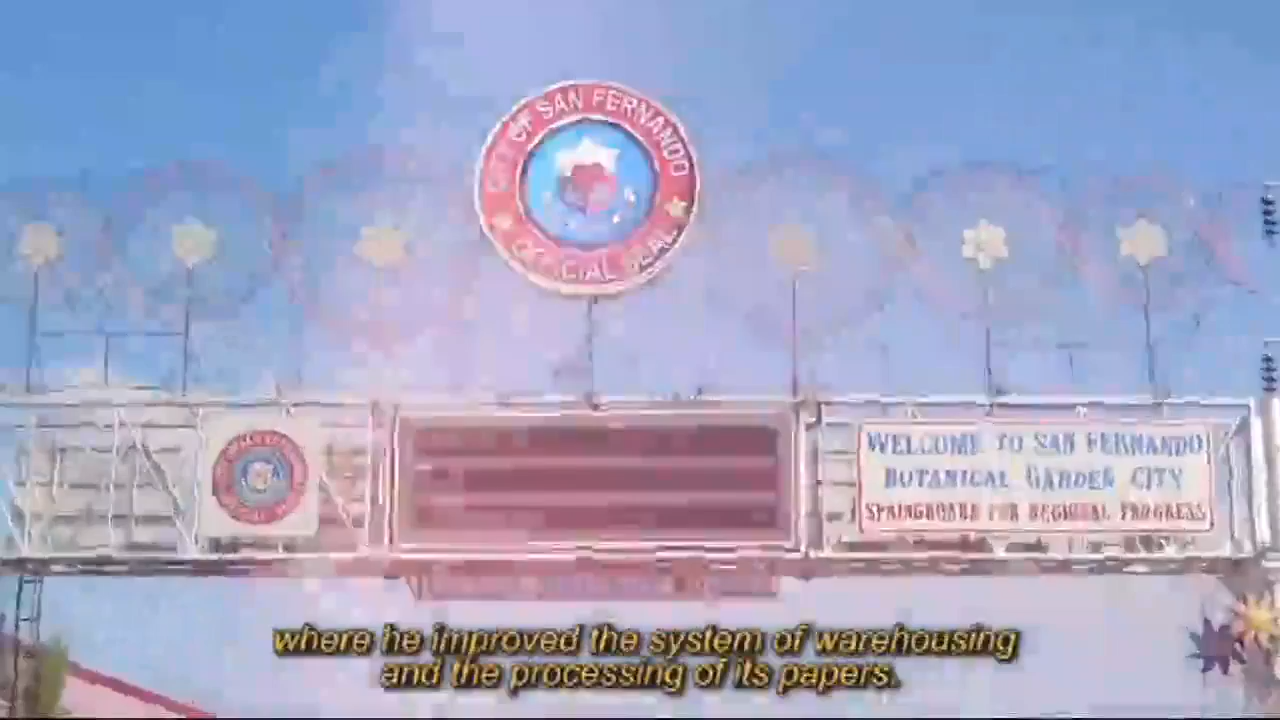 CITY OF SAN FERNANDO
OFFICIAL SEAL
WELCOME TO SAN FERNANDO
BOTANICAL GARDEN CITY
SPRINGBOARD FOR REGIONAL PROGRESS
where he improved the system of warehousing
and the processing of its papers.